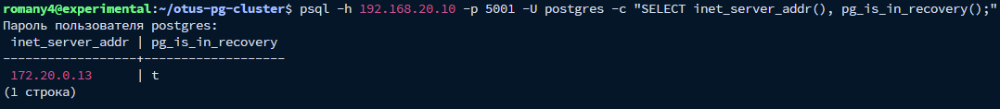 romany4@experimental:~/otus-pg-cluster$ psql -h 192.168.20.10 -p 5001 -U postgres -c "SELECT inet_server_addr(), pg_is_in_recovery();"
Пароль пользователя postgres:
 inet_server_addr | pg_is_in_recovery
------------------+-------------------
 172.20.0.13      | t
(1 строка)